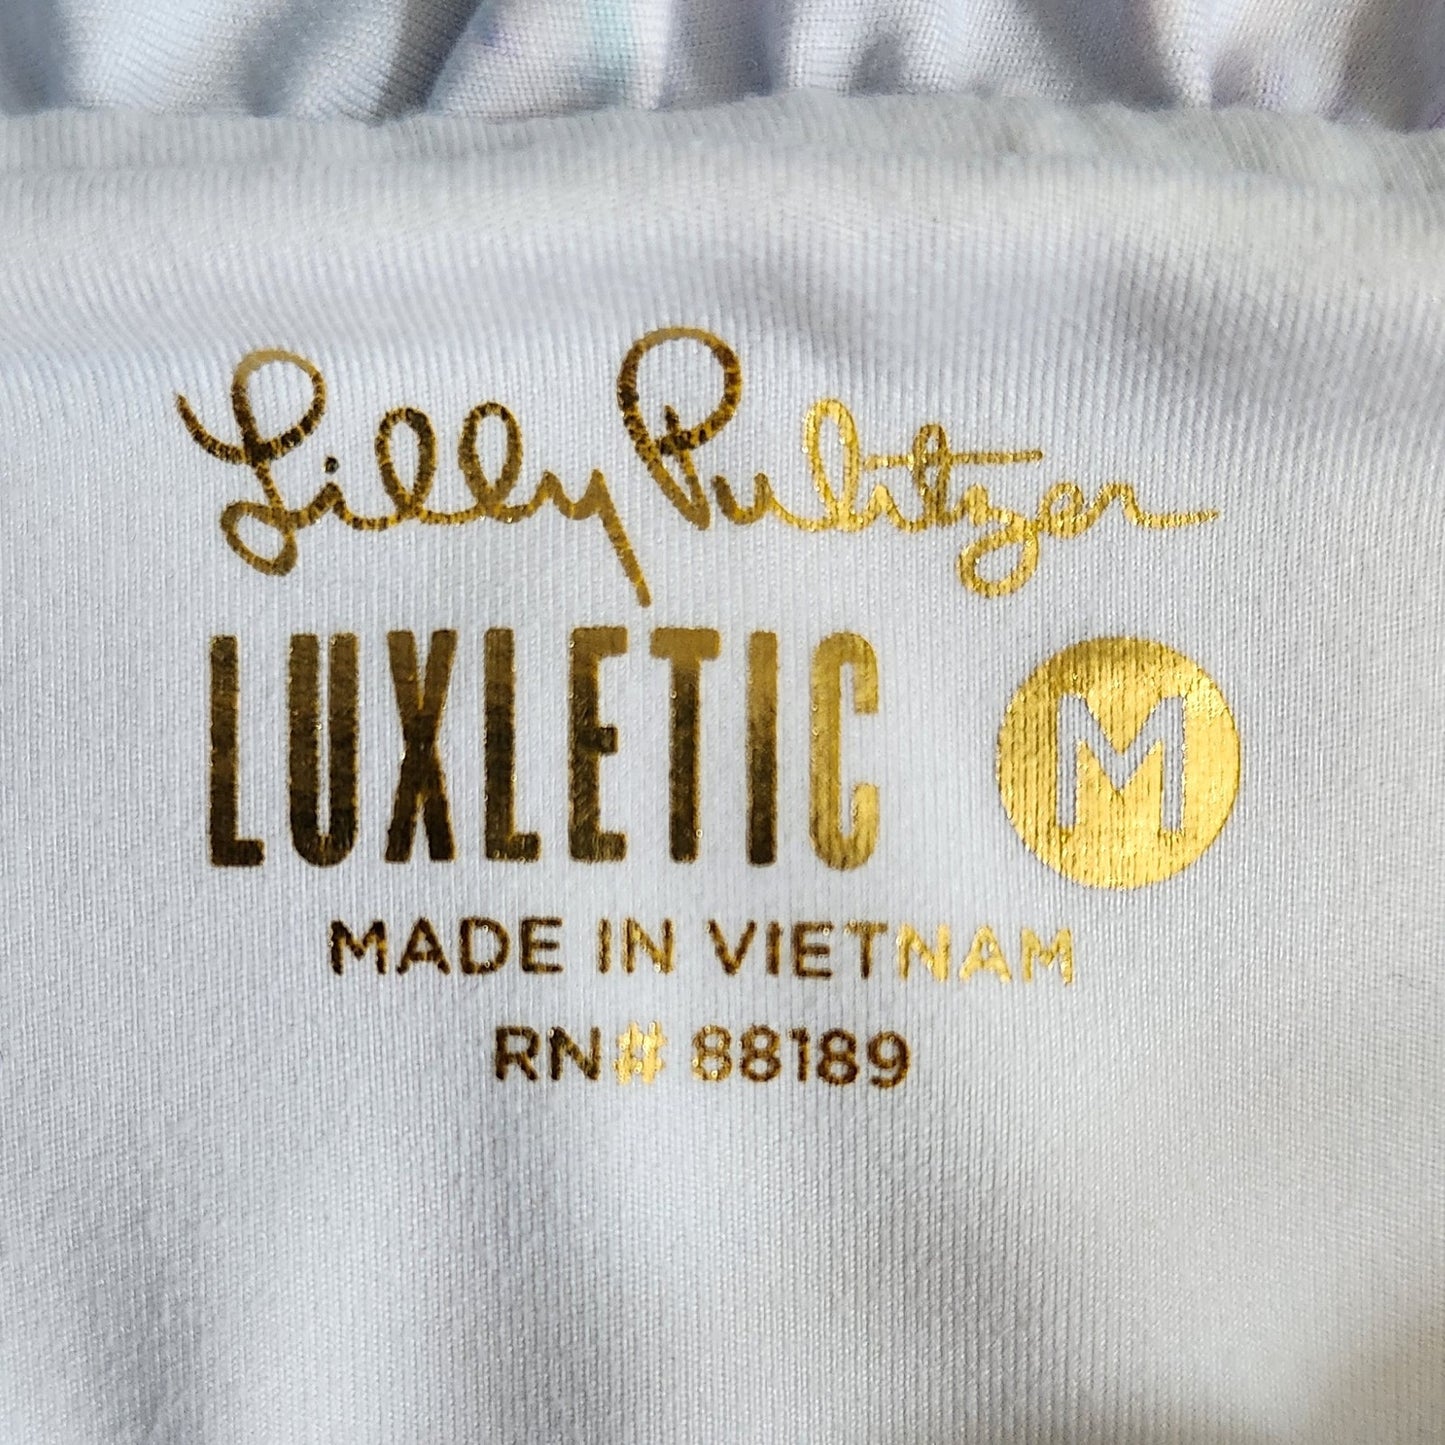 Lilly Pulitzer
LUXLETIC M
MADE IN VIETNAM
RN# 88189